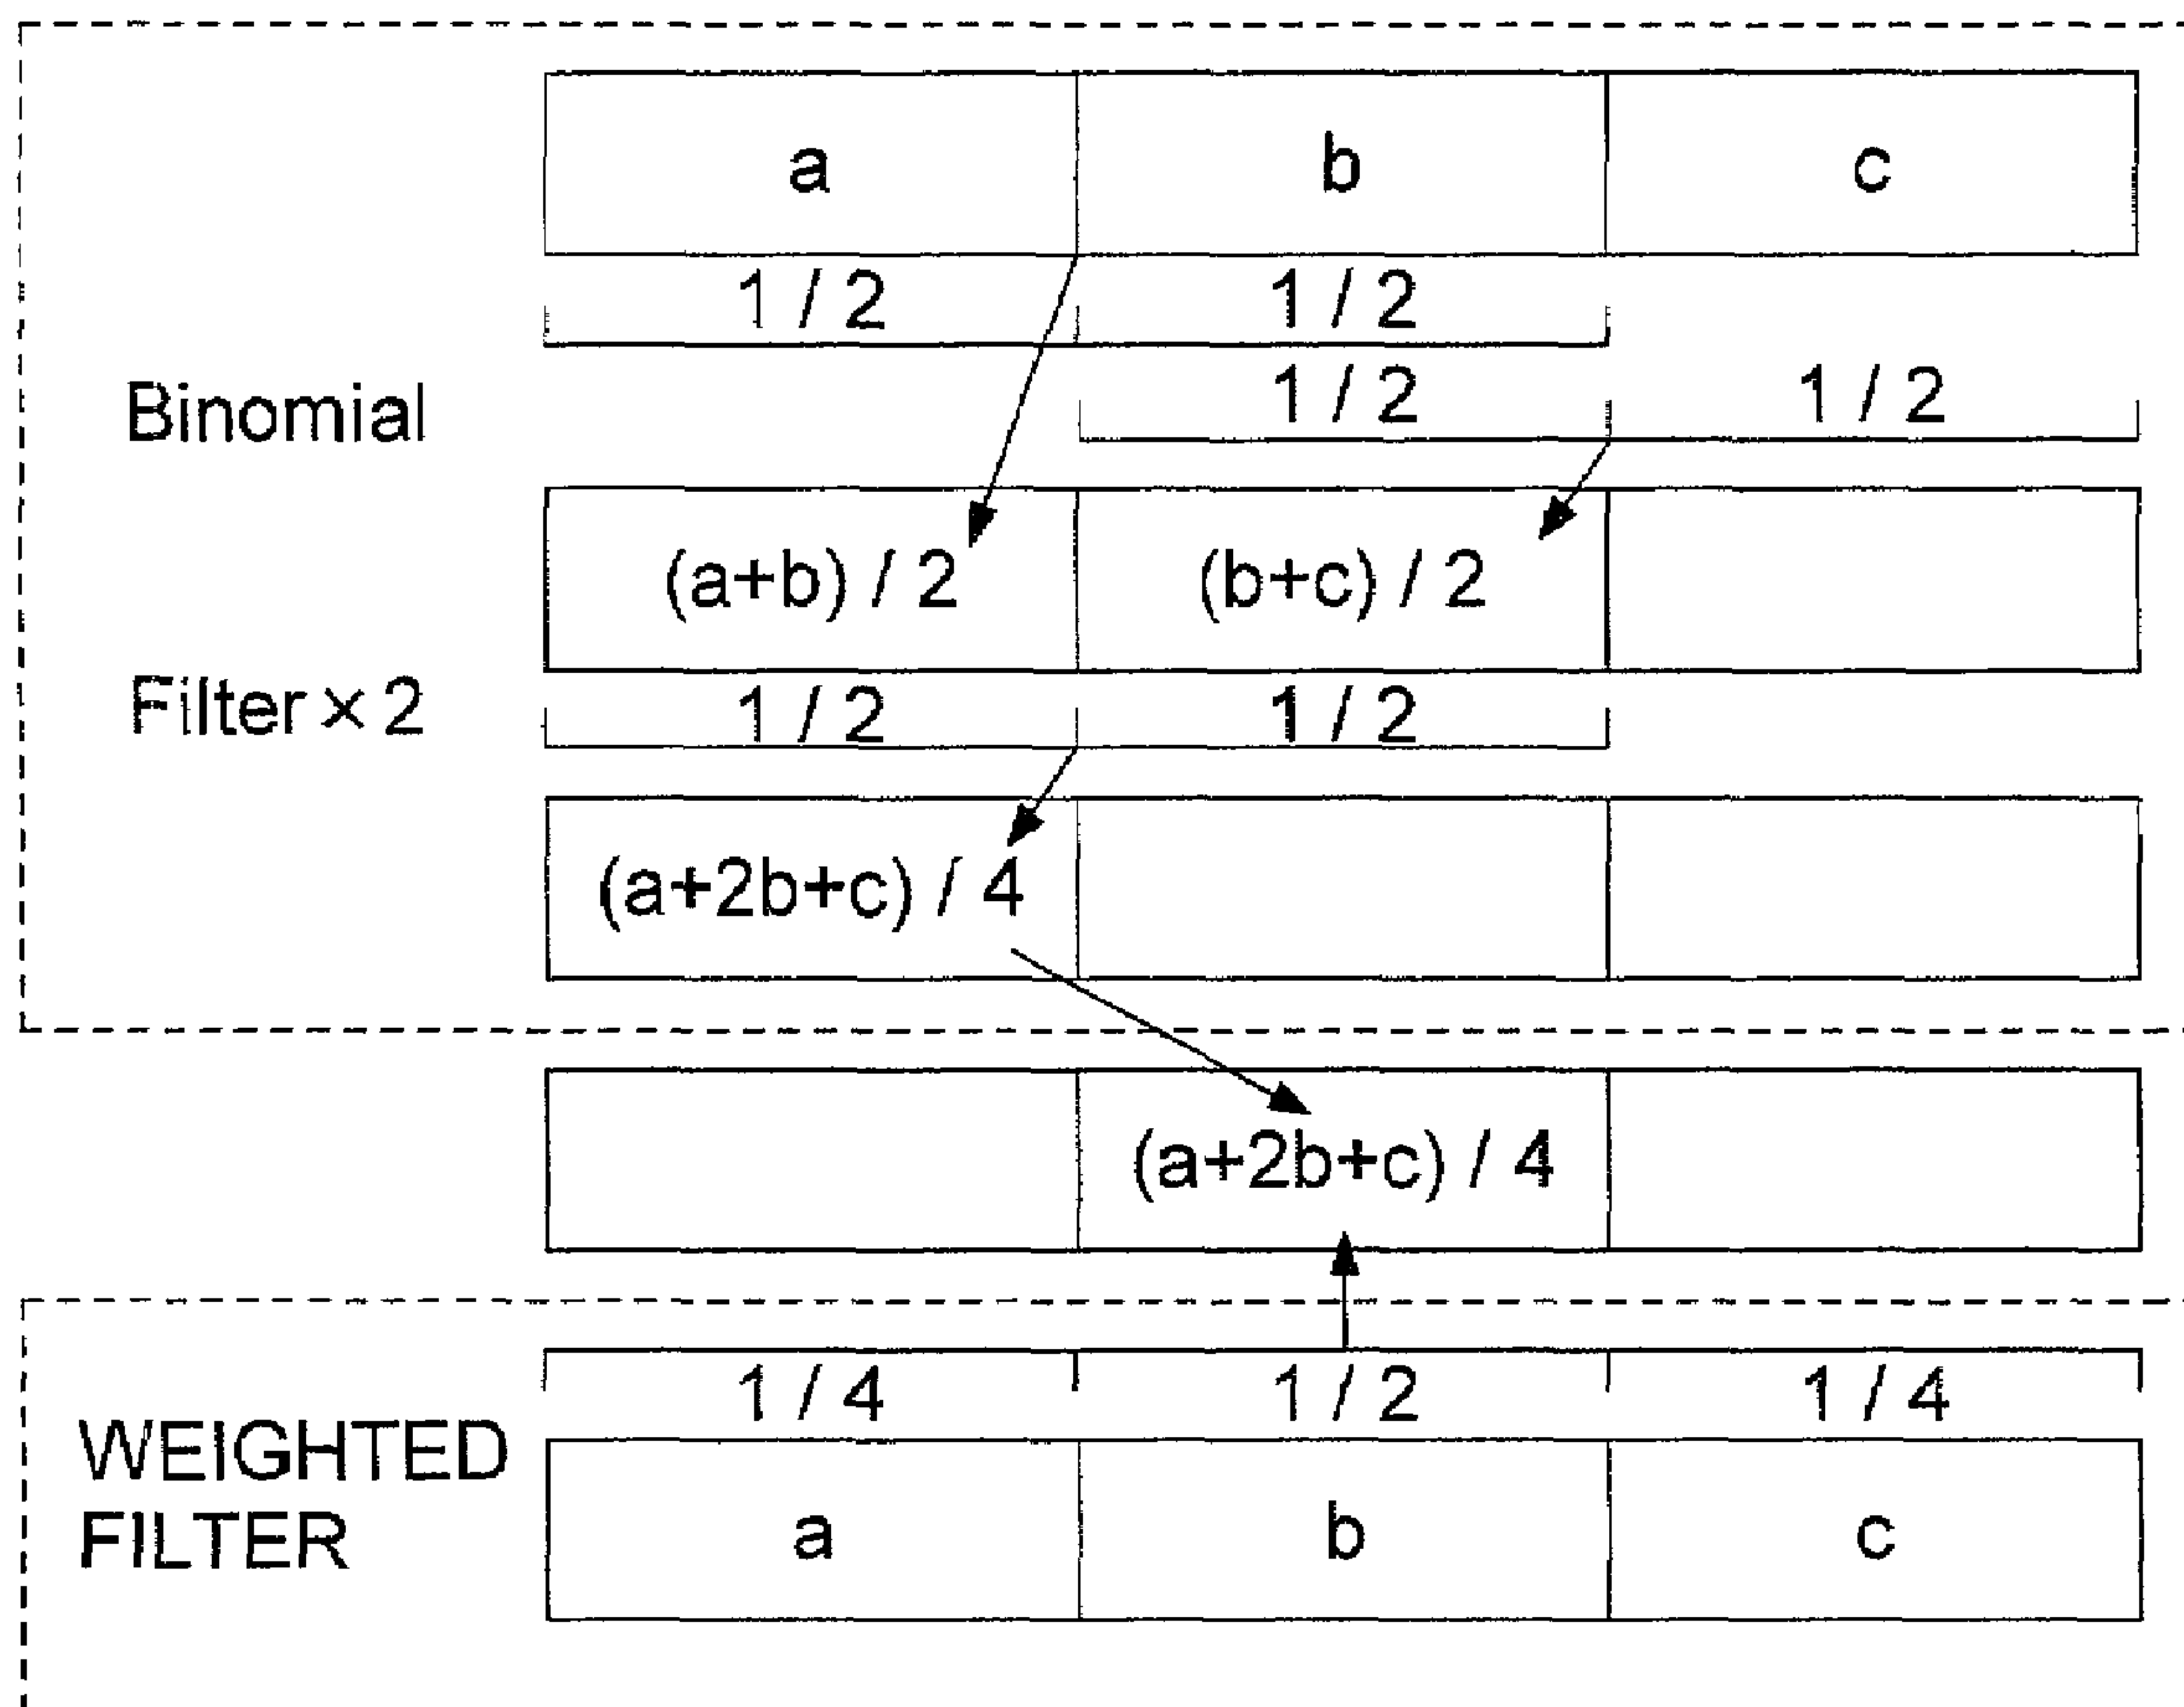 a b c
1 / 2 1 / 2
1 / 2 1 / 2
Binomial
(a+b) / 2 (b+c) / 2
Filter × 2 1 / 2 1 / 2
(a+2b+c) / 4
(a+2b+c) / 4
1 / 4 1 / 2 1 / 4
WEIGHTED
FILTER
a b c